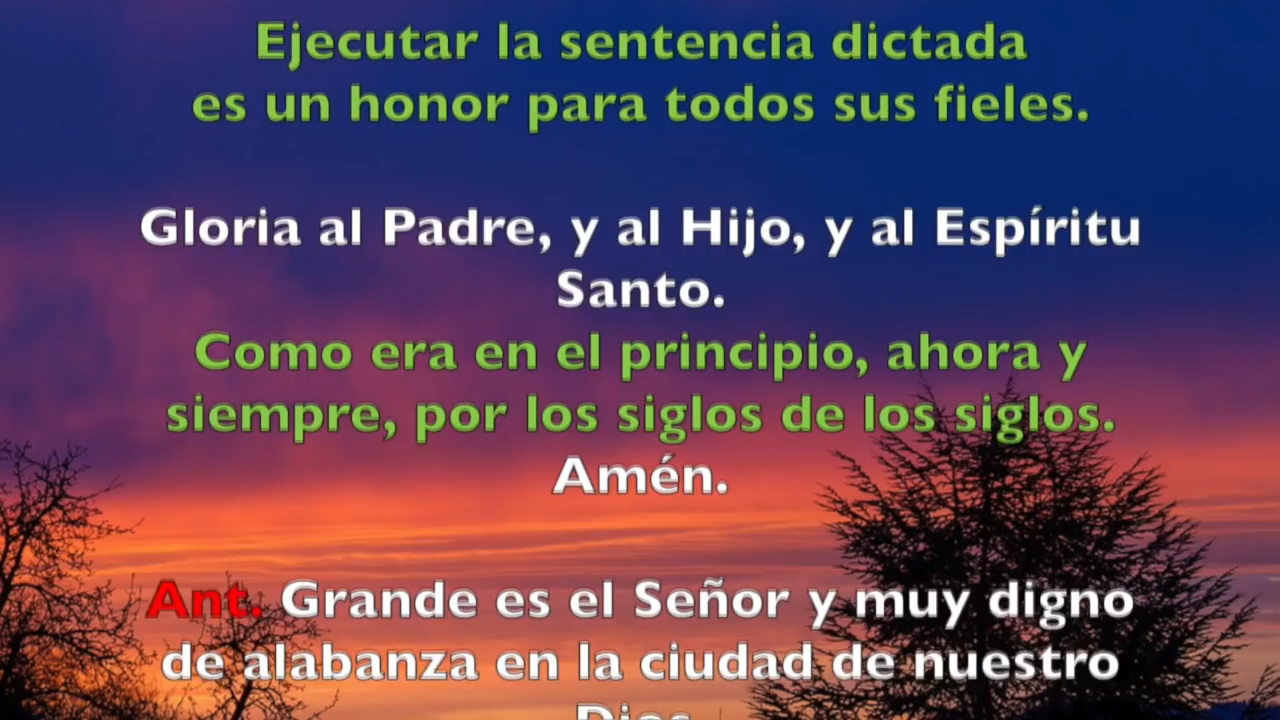 Ejecutar la sentencia dictada
es un honor para todos sus fieles.
Gloria al Padre, y al Hijo, y al Espíritu
Santo.
Como era en el principio, ahora y
siempre, por los siglos de los siglos.
Amén.
Ant. Grande es el Señor y muy digno
de alabanza en la ciudad de nuestro
Dios